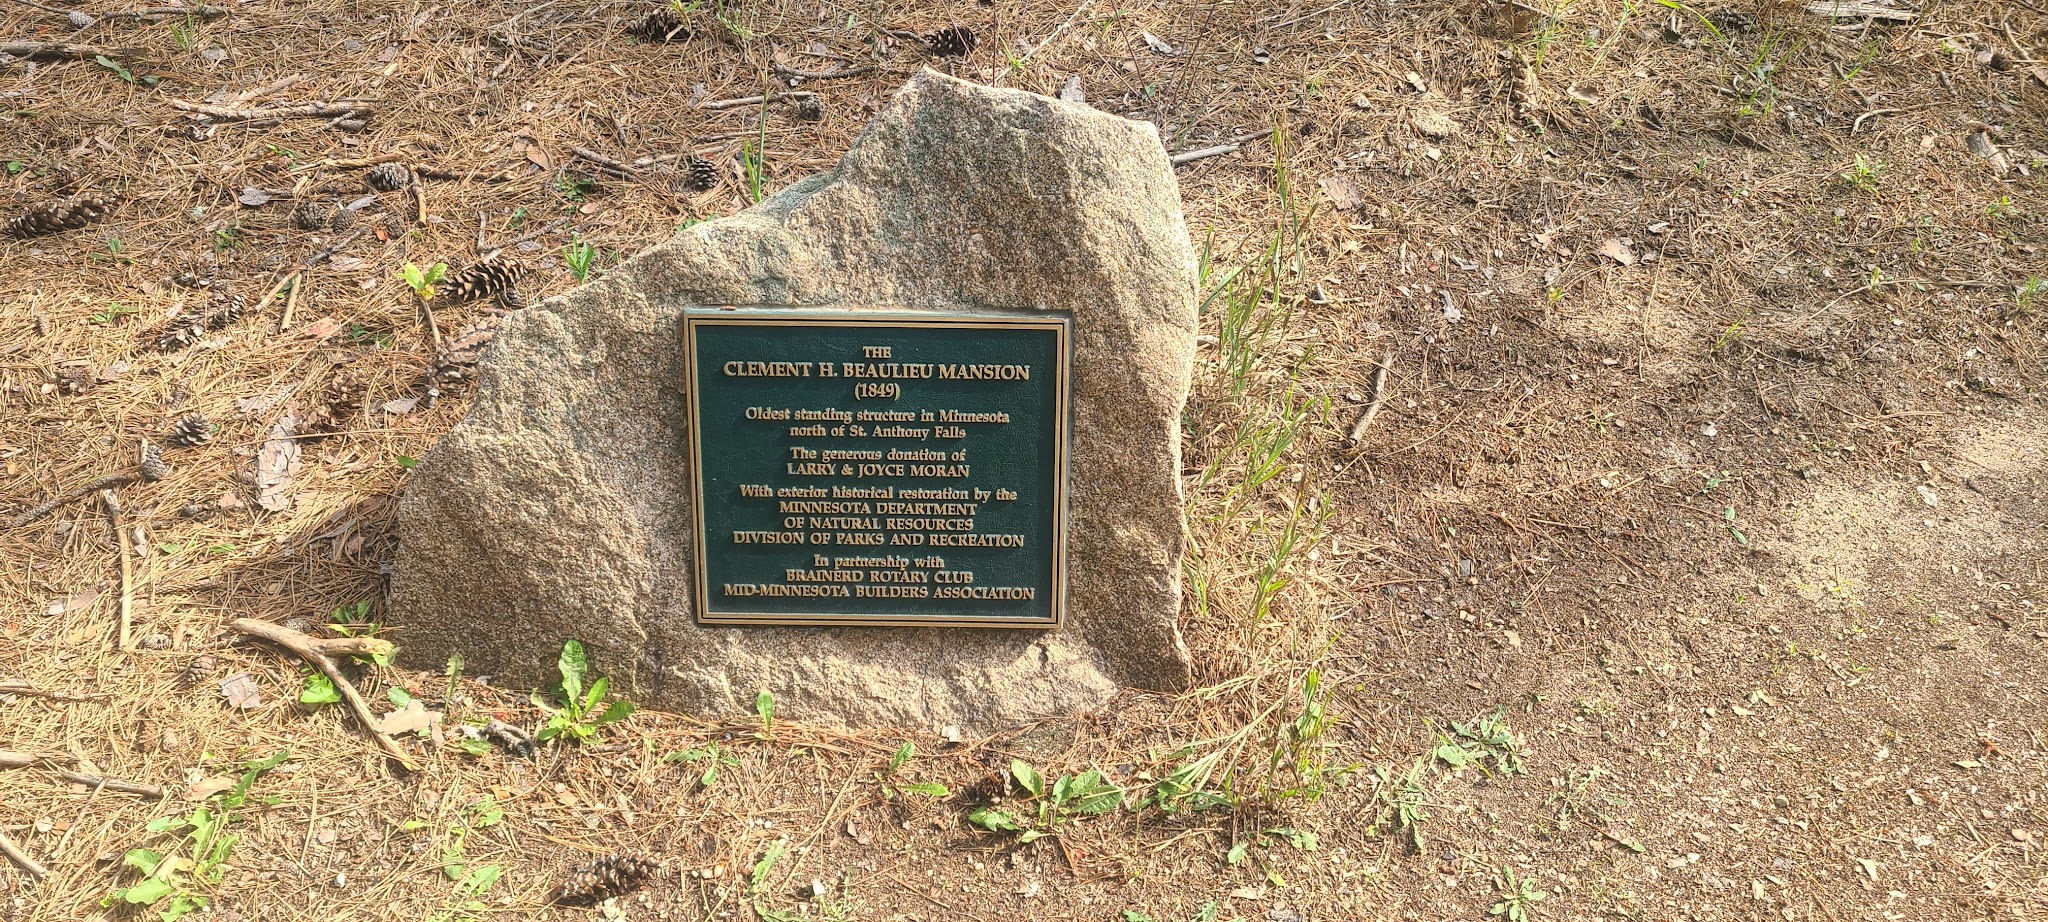 THE
CLEMENT H. BEAULIEU MANSION
(1849)
Oldest standing structure in Minnesota
north of St. Anthony Falls
The generous donation of
LARRY & JOYCE MORAN
With exterior historical restoration by the
MINNESOTA DEPARTMENT
OF NATURAL RESOURCES
DIVISION OF PARKS AND RECREATION
In partnership with
BRAINERD ROTARY CLUB
MID-MINNESOTA BUILDERS ASSOCIATION